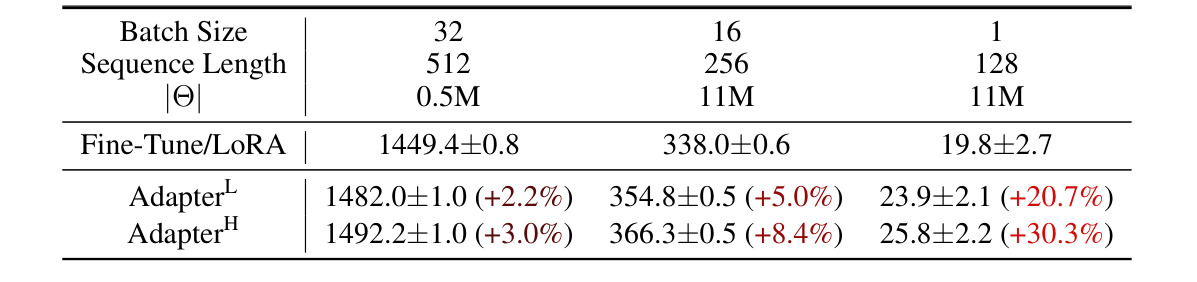 Batch Size 32 16 1
Sequence Length 512 256 128
|Θ| 0.5M 11M 11M
Fine-Tune/LoRA 1449.4±0.8 338.0±0.6 19.8±2.7
Adapterᴸ 1482.0±1.0 (+2.2%) 354.8±0.5 (+5.0%) 23.9±2.1 (+20.7%)
Adapterᴴ 1492.2±1.0 (+3.0%) 366.3±0.5 (+8.4%) 25.8±2.2 (+30.3%)